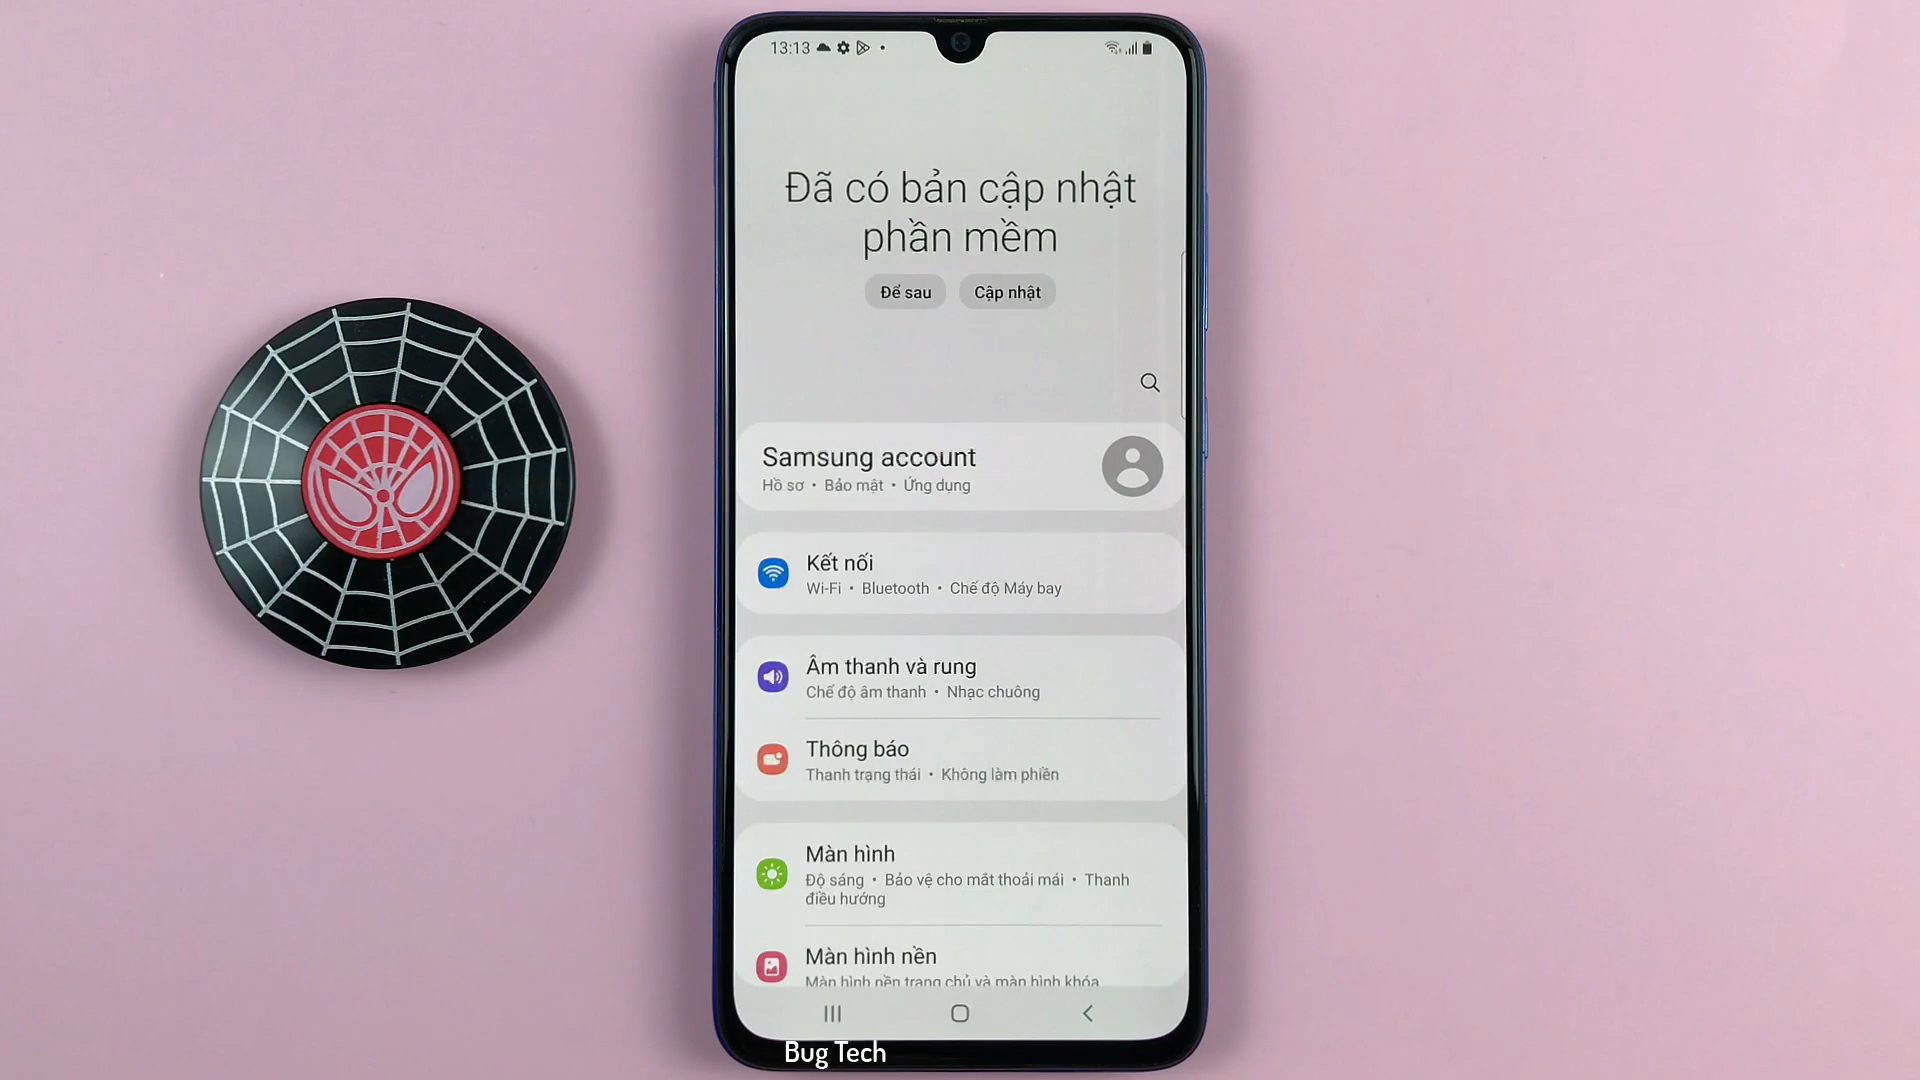 13:13
Đã có bản cập nhật
phần mềm
Để sau
Cập nhật
Samsung account
Hồ sơ • Bảo mật • Ứng dụng
Kết nối
Wi-Fi • Bluetooth • Chế độ Máy bay
Âm thanh và rung
Chế độ âm thanh • Nhạc chuông
Thông báo
Thanh trạng thái • Không làm phiền
Màn hình
Độ sáng • Bảo vệ cho mắt thoải mái • Thanh
điều hướng
Màn hình nền
Màn hình nền trang chủ và màn hình khóa
Bug Tech